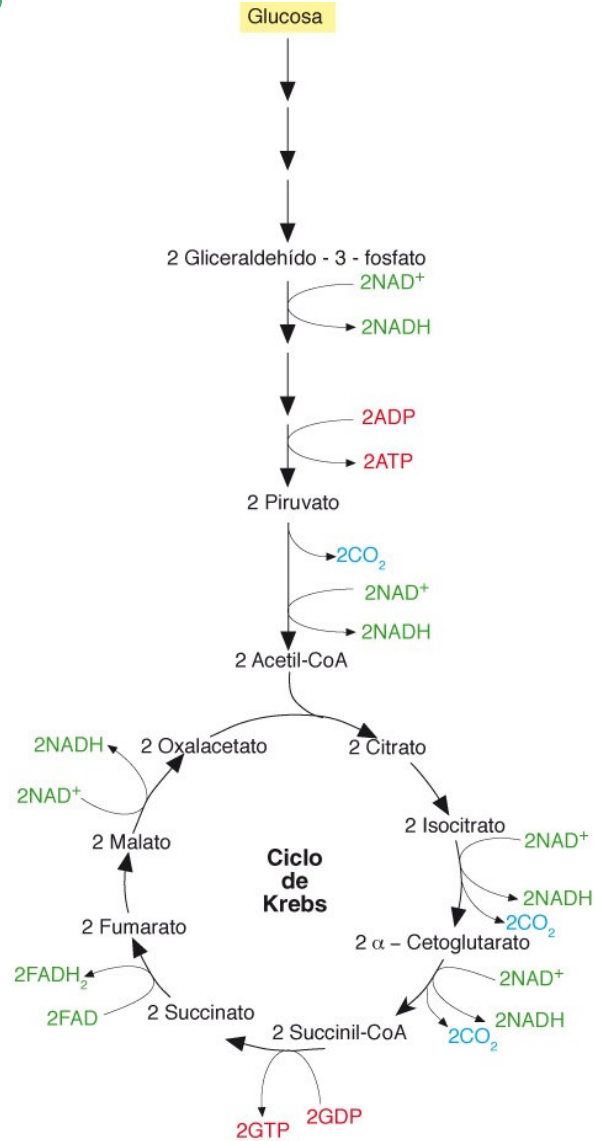 Glucosa
2 Gliceraldehído - 3 - fosfato
2NAD⁺
2NADH
2ADP
2ATP
2 Piruvato
2CO₂
2NAD⁺
2NADH
2 Acetil-CoA
2NADH
2 Oxalacetato
2 Citrato
2NAD⁺
2 Malato
2 Isocitrato
2NAD⁺
Ciclo
de
Krebs
2NADH
2CO₂
2 Fumarato
2 α – Cetoglutarato
2FADH₂
2NAD⁺
2FAD
2 Succinato
2NADH
2 Succinil-CoA
2CO₂
2GTP
2GDP